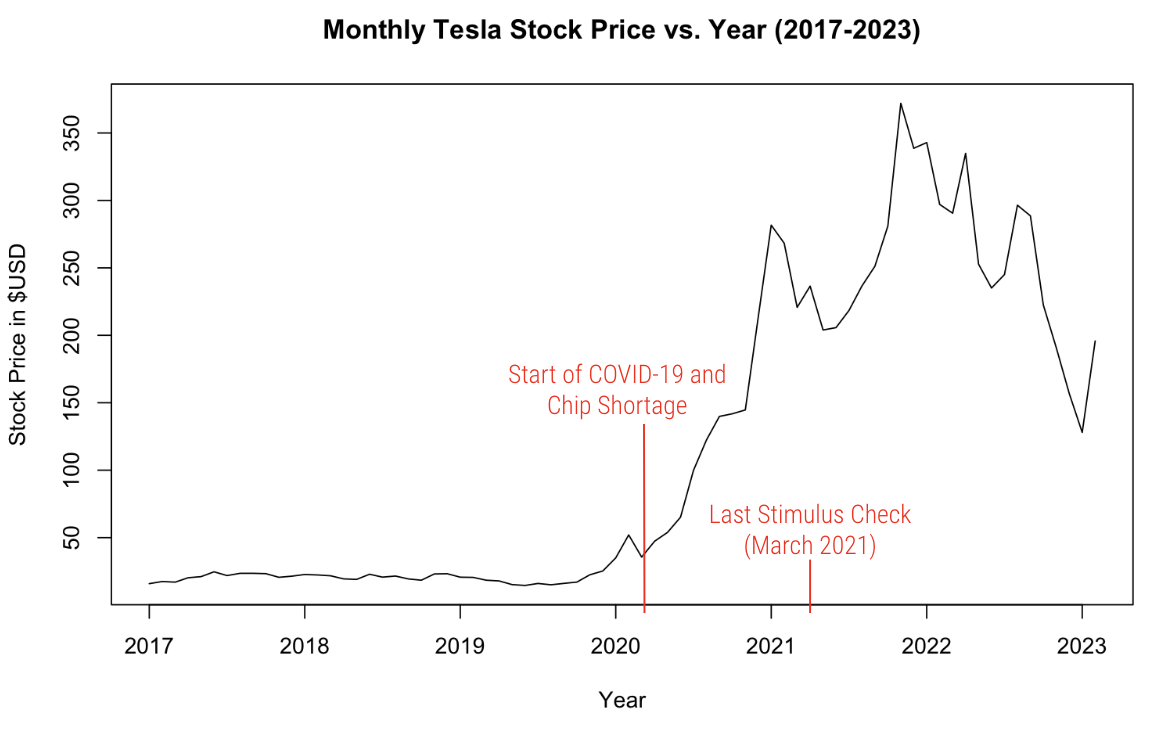 Monthly Tesla Stock Price vs. Year (2017-2023)
Stock Price in $USD
350
300
250
200
150
100
50
Start of COVID-19 and
Chip Shortage
Last Stimulus Check
(March 2021)
2017 2018 2019 2020 2021 2022 2023
Year